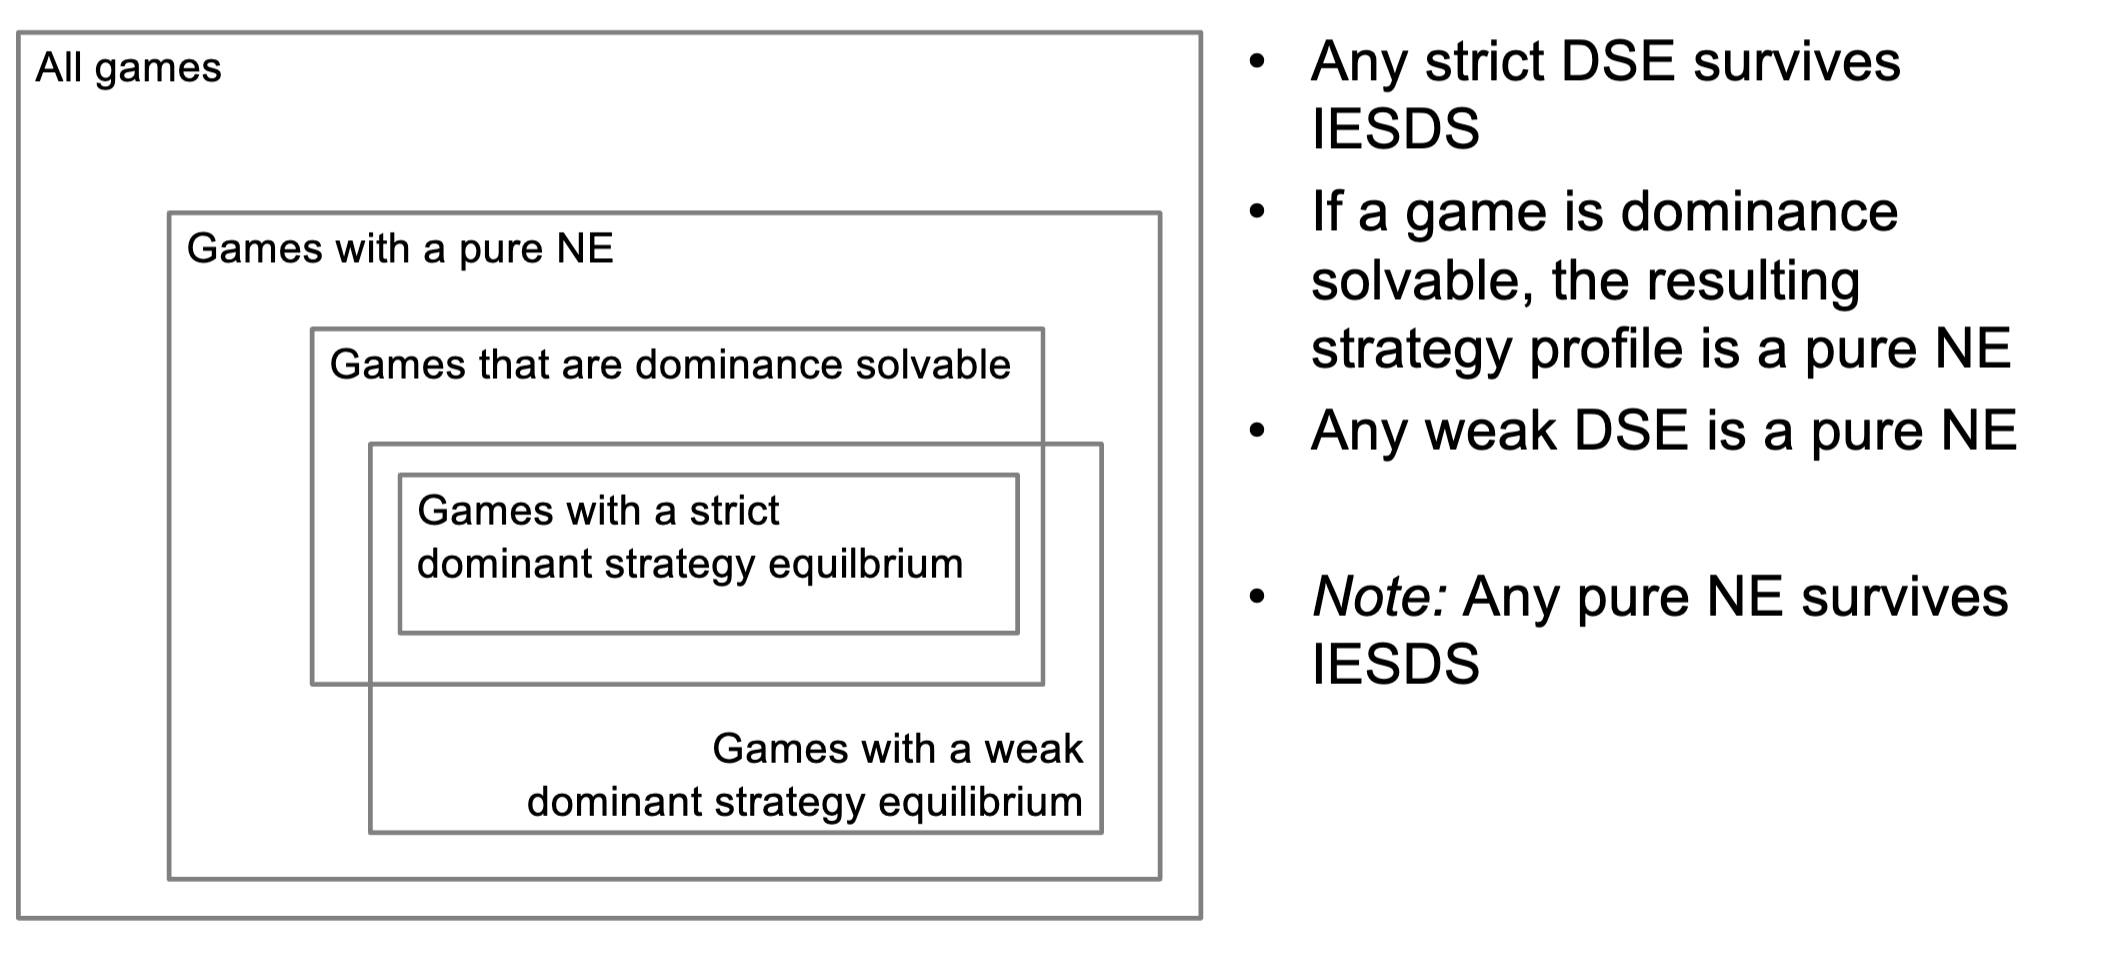 All games
Games with a pure NE
Games that are dominance solvable
Games with a strict
dominant strategy equilbrium
Games with a weak
dominant strategy equilibrium
• Any strict DSE survives
IESDS
• If a game is dominance
solvable, the resulting
strategy profile is a pure NE
• Any weak DSE is a pure NE
• Note: Any pure NE survives
IESDS